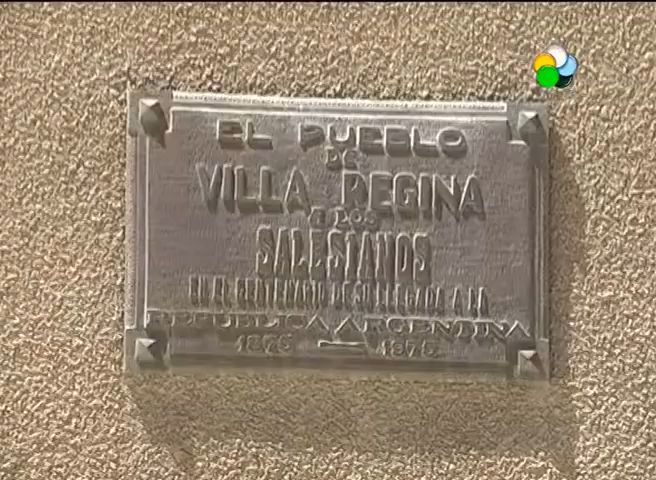 EL PUEBLO
DE
VILLA REGINA
A LOS
SALESIANOS
EN EL CENTENARIO DE SU LLEGADA A LA
REPUBLICA ARGENTINA
1875 — 1975